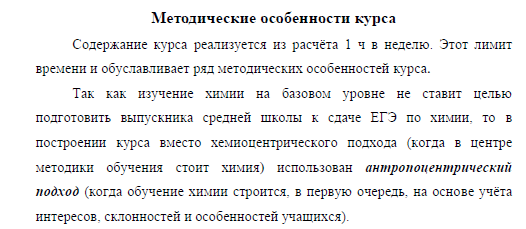 Методические особенности курса
Содержание курса реализуется из расчёта 1 ч в неделю. Этот лимит
времени и обуславливает ряд методических особенностей курса.
Так как изучение химии на базовом уровне не ставит целью
подготовить выпускника средней школы к сдаче ЕГЭ по химии, то в
построении курса вместо хемиоцентрического подхода (когда в центре
методики обучения стоит химия) использован антропоцентрический
подход (когда обучение химии строится, в первую очередь, на основе учёта
интересов, склонностей и особенностей учащихся).